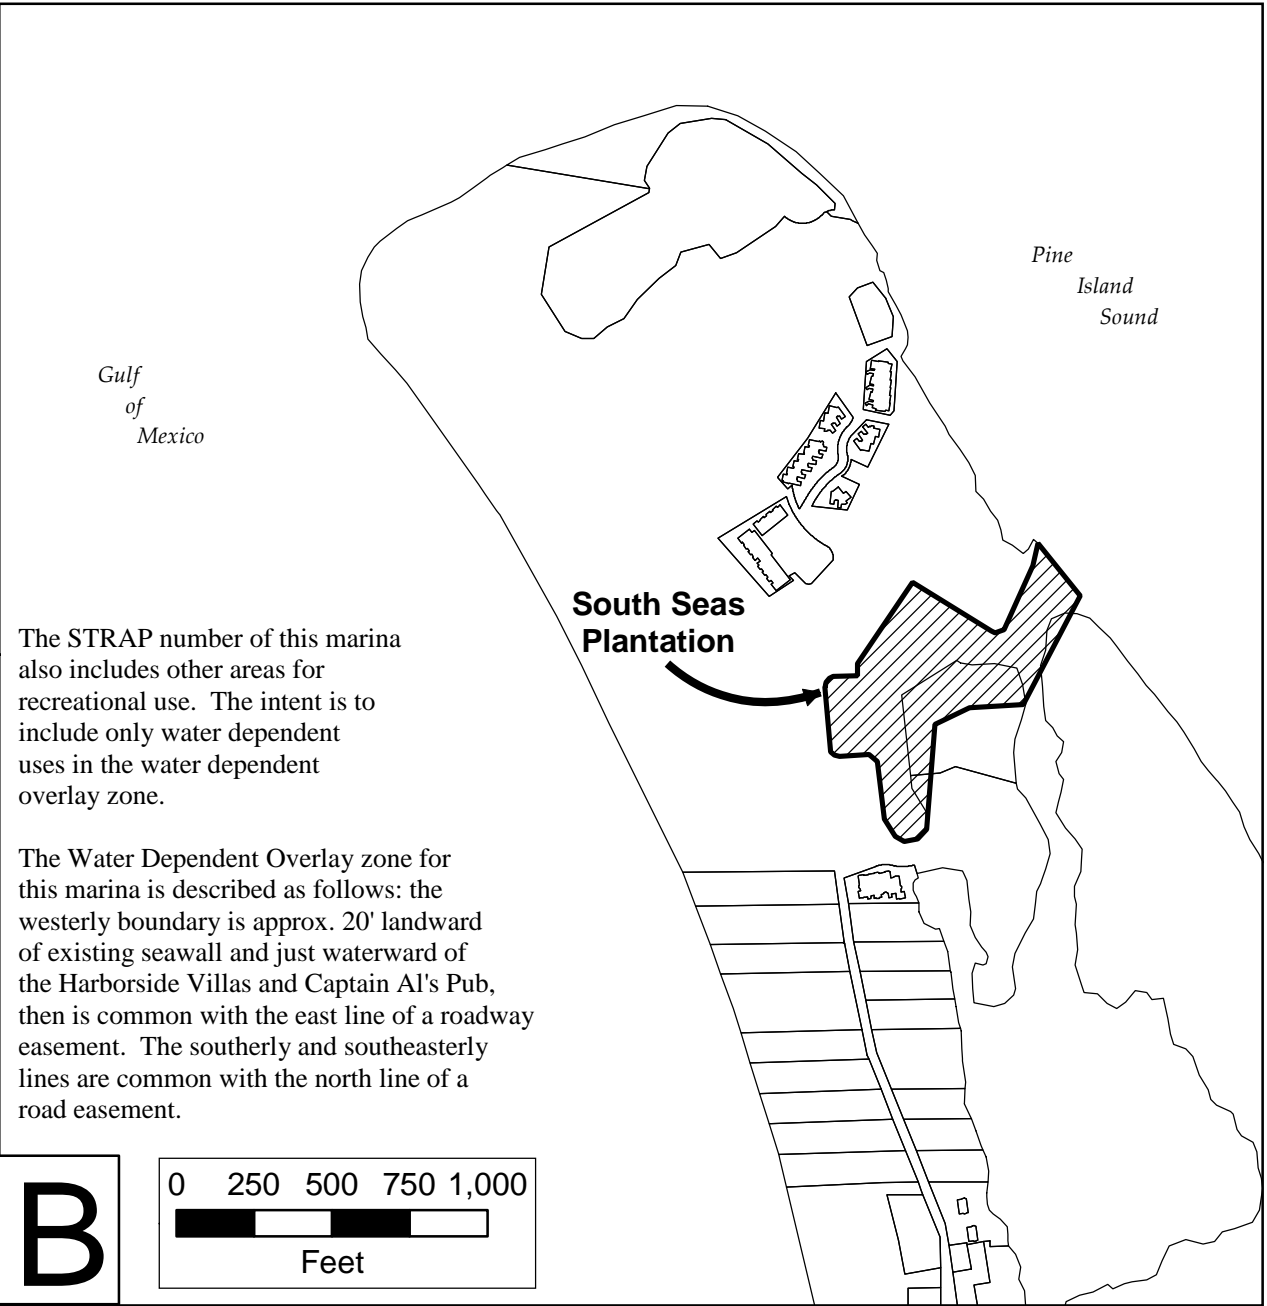 Pine
Island
Sound
Gulf
of
Mexico
South Seas
Plantation
The STRAP number of this marina
also includes other areas for
recreational use. The intent is to
include only water dependent
uses in the water dependent
overlay zone.
The Water Dependent Overlay zone for
this marina is described as follows: the
westerly boundary is approx. 20' landward
of existing seawall and just waterward of
the Harborside Villas and Captain Al's Pub,
then is common with the east line of a roadway
easement. The southerly and southeasterly
lines are common with the north line of a
road easement.
B
0 250 500 750 1,000
Feet